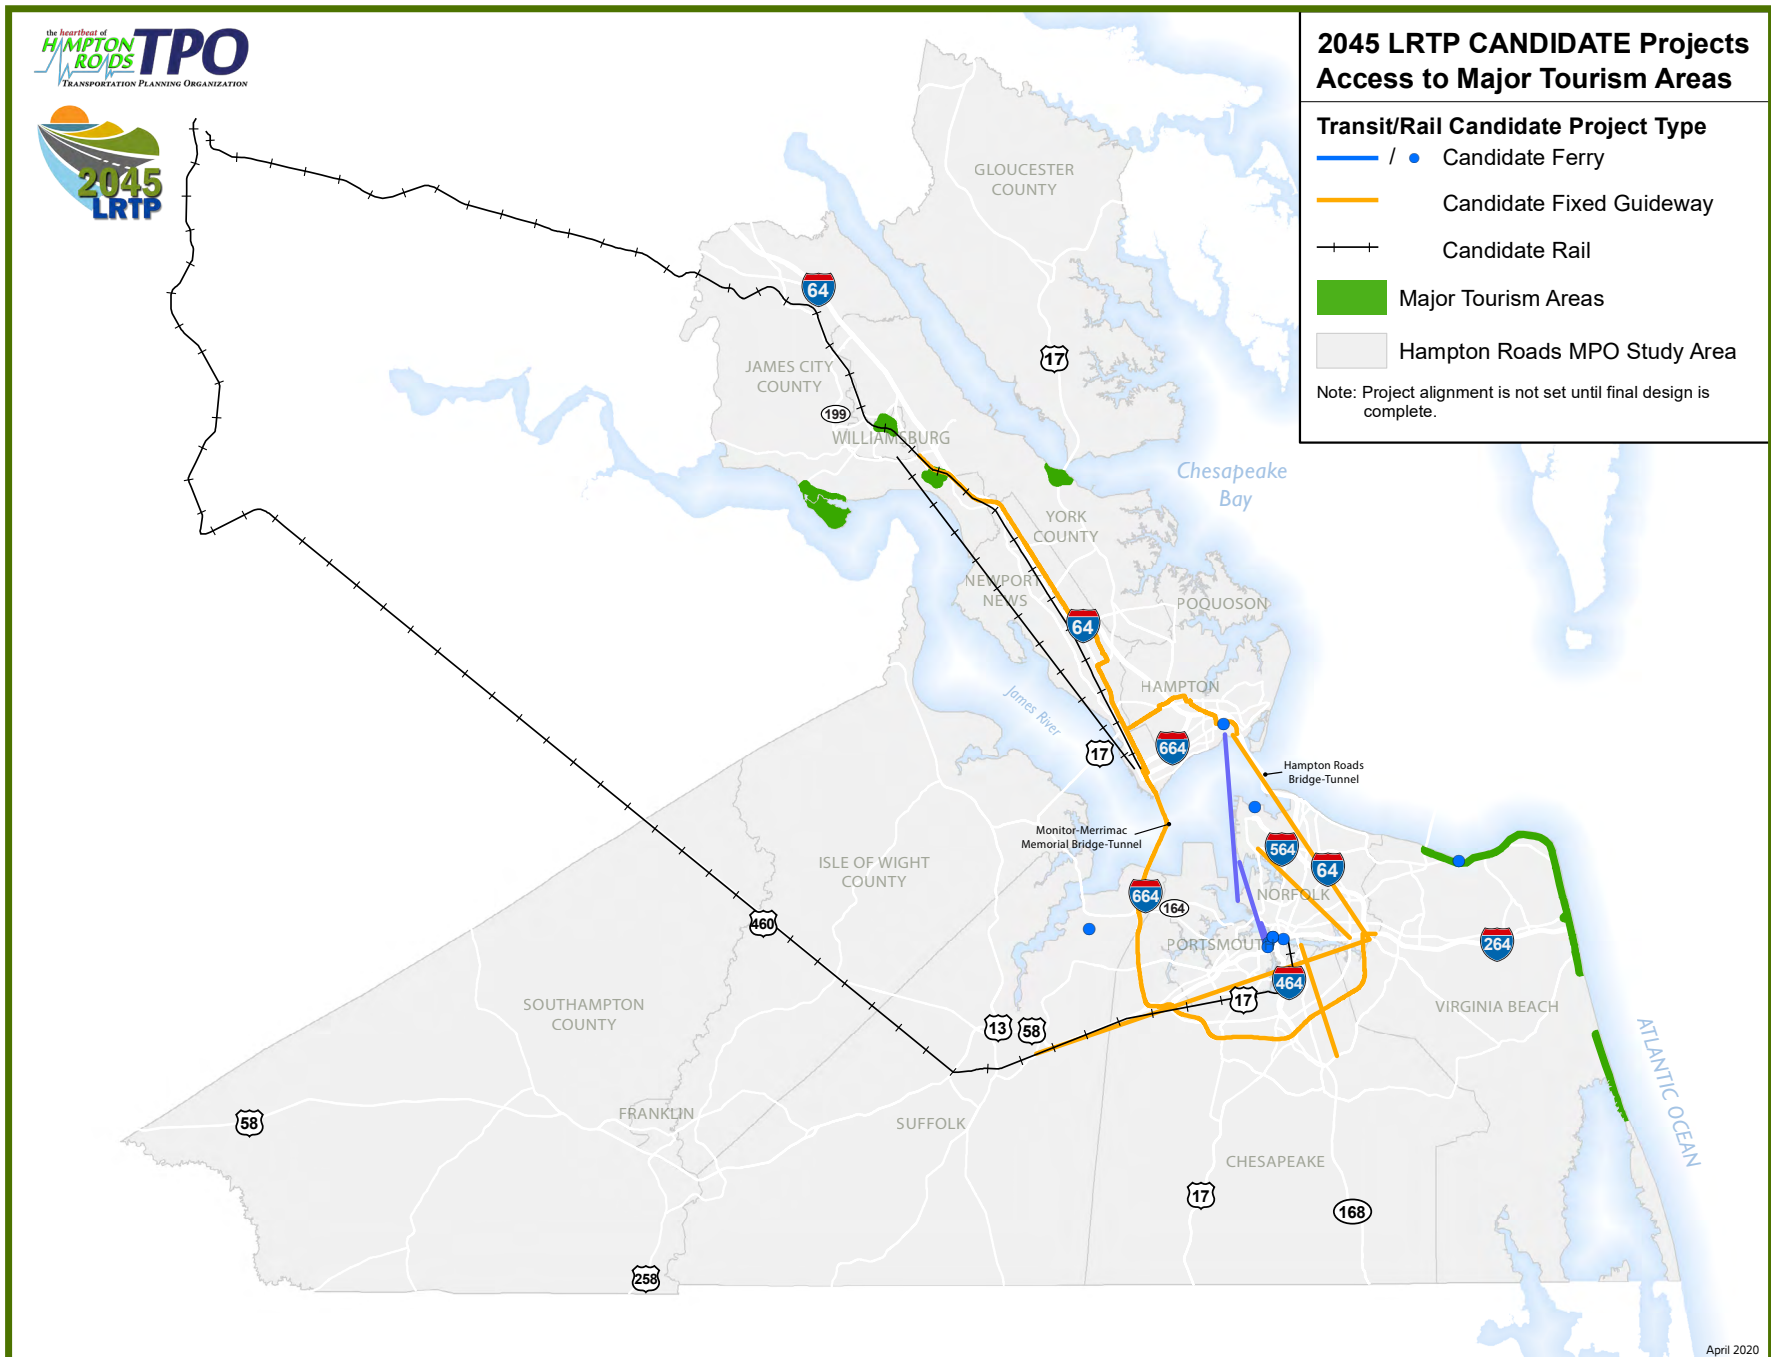 the heartbeat of
HAMPTON
ROADS
TPO
TRANSPORTATION PLANNING ORGANIZATION
2045
LRTP
2045 LRTP CANDIDATE Projects
Access to Major Tourism Areas
Transit/Rail Candidate Project Type
/ Candidate Ferry
Candidate Fixed Guideway
Candidate Rail
Major Tourism Areas
Hampton Roads MPO Study Area
Note: Project alignment is not set until final design is
complete.
GLOUCESTER
COUNTY
64
17
JAMES CITY
COUNTY
199
WILLIAMSBURG
Chesapeake
Bay
YORK
COUNTY
NEWPORT
NEWS
POQUOSON
64
HAMPTON
James River
17
664
Hampton Roads
Bridge-Tunnel
Monitor-Merrimac
Memorial Bridge-Tunnel
564
64
ISLE OF WIGHT
COUNTY
664
164
NORFOLK
460
PORTSMOUTH
264
464
17
SOUTHAMPTON
COUNTY
13
58
VIRGINIA BEACH
ATLANTIC OCEAN
58
FRANKLIN
SUFFOLK
CHESAPEAKE
17
168
258
April 2020